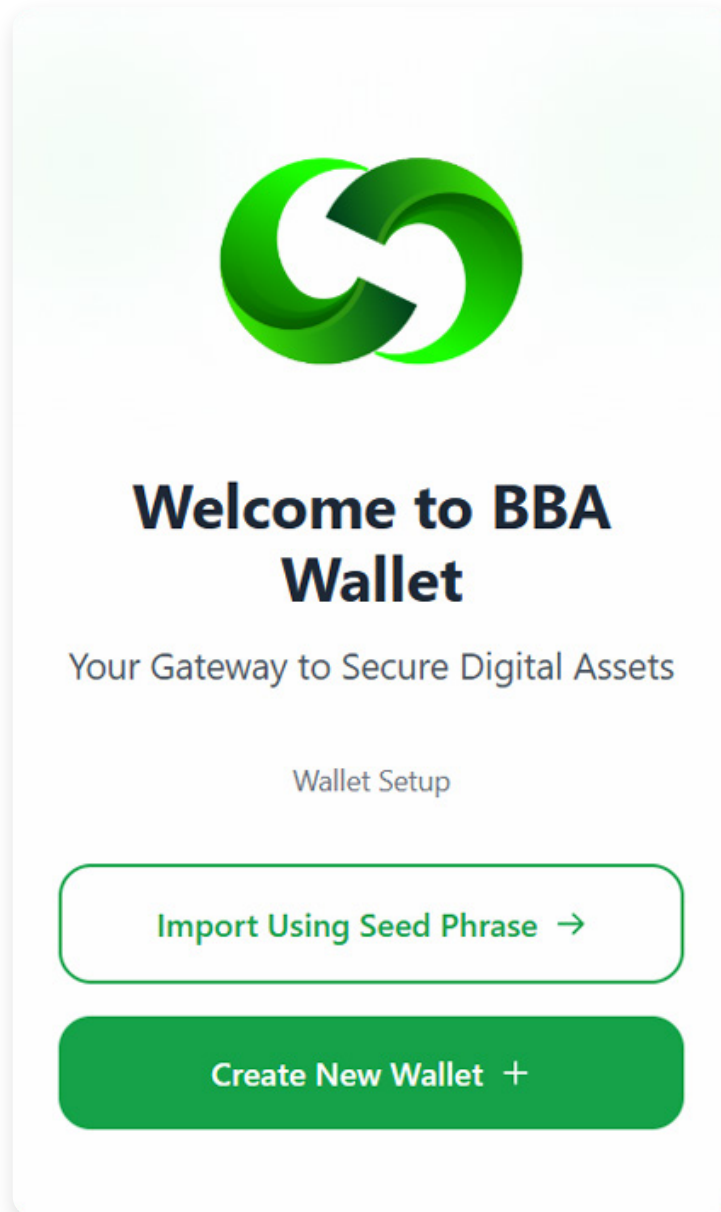 Welcome to BBA
Wallet
Your Gateway to Secure Digital Assets
Wallet Setup
Import Using Seed Phrase →
Create New Wallet +